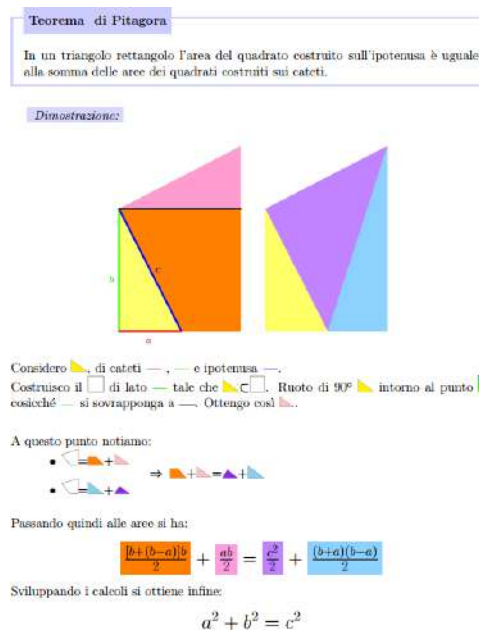 Teorema di Pitagora
In un triangolo rettangolo l'area del quadrato costruito sull'ipotenusa è uguale
alla somma delle aree dei quadrati costruiti sui cateti.
Dimostrazione:
b
c
a
Considero , di cateti — , — e ipotenusa —.
Costruisco il □ di lato — tale che ⊂ □. Ruoto di 90° intorno al punto
cosicché — si sovrapponga a —. Ottengo così .
A questo punto notiamo:
• = +
⇒ + = +
• = +
Passando quindi alle aree si ha:
[b+(b−a)]b/2 + ab/2 = c²/2 + (b+a)(b−a)/2
Sviluppando i calcoli si ottiene infine:
a² + b² = c²